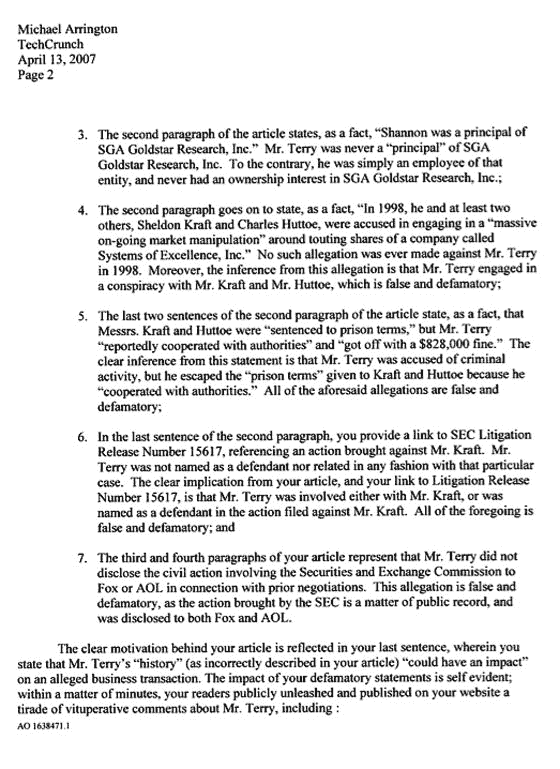 Michael Arrington
TechCrunch
April 13, 2007
Page 2
3. The second paragraph of the article states, as a fact, “Shannon was a principal of
SGA Goldstar Research, Inc.” Mr. Terry was never a “principal” of SGA
Goldstar Research, Inc. To the contrary, he was simply an employee of that
entity, and never had an ownership interest in SGA Goldstar Research, Inc.;
4. The second paragraph goes on to state, as a fact, “In 1998, he and at least two
others, Sheldon Kraft and Charles Huttoe, were accused in engaging in a “massive
on-going market manipulation” around touting shares of a company called
Systems of Excellence, Inc.” No such allegation was ever made against Mr. Terry
in 1998. Moreover, the inference from this allegation is that Mr. Terry engaged in
a conspiracy with Mr. Kraft and Mr. Huttoe, which is false and defamatory;
5. The last two sentences of the second paragraph of the article state, as a fact, that
Messrs. Kraft and Huttoe were “sentenced to prison terms,” but Mr. Terry
“reportedly cooperated with authorities” and “got off with a $828,000 fine.” The
clear inference from this statement is that Mr. Terry was accused of criminal
activity, but he escaped the “prison terms” given to Kraft and Huttoe because he
“cooperated with authorities.” All of the aforesaid allegations are false and
defamatory;
6. In the last sentence of the second paragraph, you provide a link to SEC Litigation
Release Number 15617, referencing an action brought against Mr. Kraft. Mr.
Terry was not named as a defendant nor related in any fashion with that particular
case. The clear implication from your article, and your link to Litigation Release
Number 15617, is that Mr. Terry was involved either with Mr. Kraft, or was
named as a defendant in the action filed against Mr. Kraft. All of the foregoing is
false and defamatory; and
7. The third and fourth paragraphs of your article represent that Mr. Terry did not
disclose the civil action involving the Securities and Exchange Commission to
Fox or AOL in connection with prior negotiations. This allegation is false and
defamatory, as the action brought by the SEC is a matter of public record, and
was disclosed to both Fox and AOL.
The clear motivation behind your article is reflected in your last sentence, wherein you
state that Mr. Terry’s “history” (as incorrectly described in your article) “could have an impact”
on an alleged business transaction. The impact of your defamatory statements is self evident;
within a matter of minutes, your readers publicly unleashed and published on your website a
tirade of vituperative comments about Mr. Terry, including :
AO 1638471.1